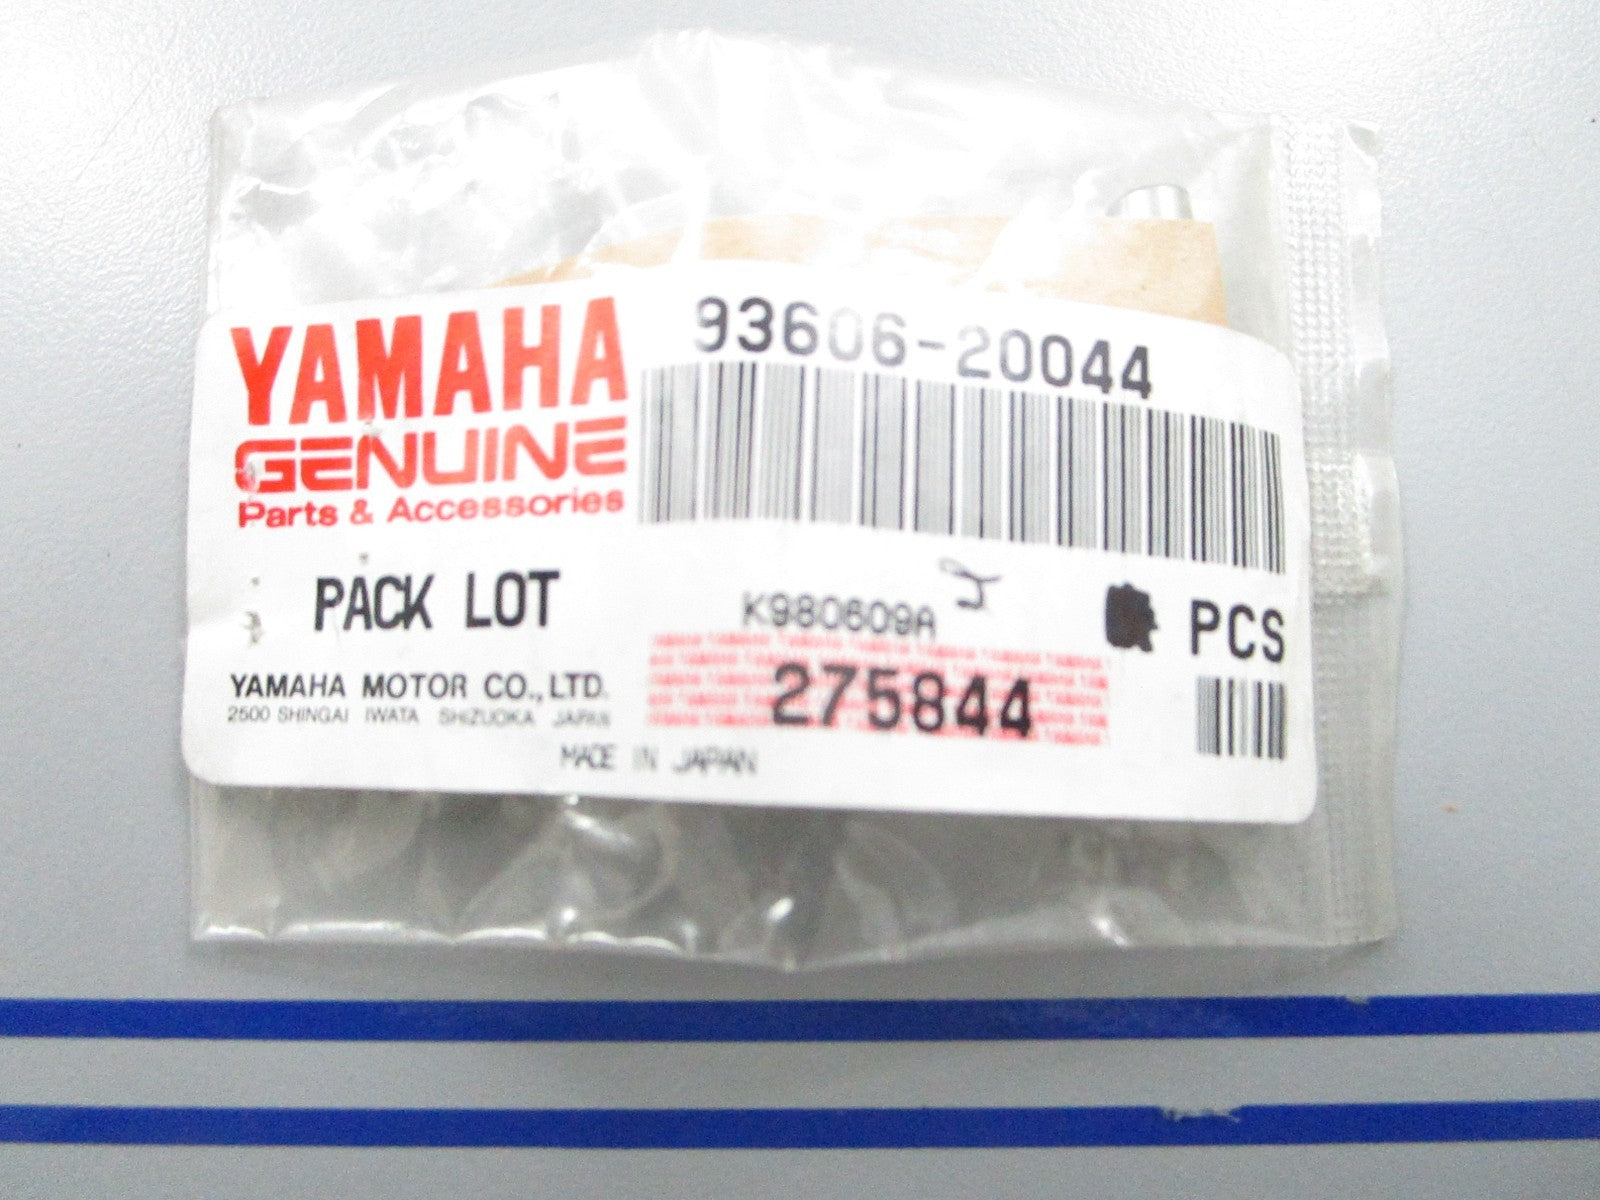 93606-20044
YAMAHA
GENUINE
Parts & Accessories
PACK LOT
K980609A
PCS
275844
YAMAHA MOTOR CO., LTD.
2500 SHINGAI IWATA SHIZUOKA JAPAN
MADE IN JAPAN